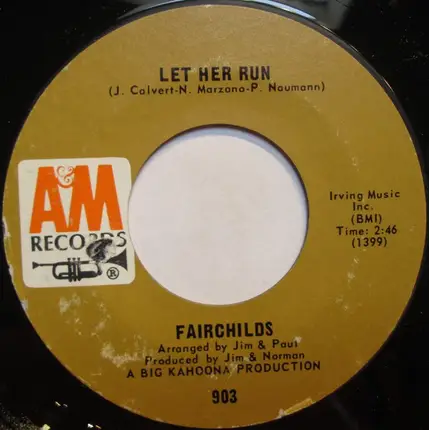 LET HER RUN
(J. Calvert-N. Marzano-P. Naumann)
A&M
RECORDS
®
Irving Music
Inc.
(BMI)
Time: 2:46
(1399)
FAIRCHILDS
Arranged by Jim & Paul
Produced by Jim & Norman
A BIG KAHOONA PRODUCTION
903